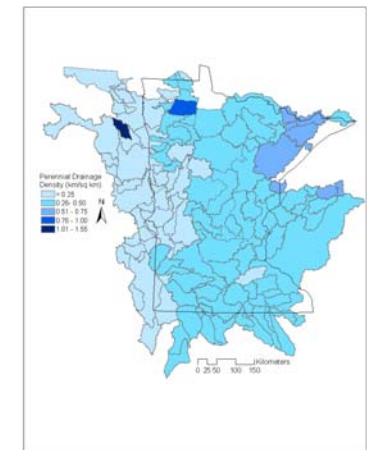 Perennial Drainage
Density (km/sq km)
< 0.25
0.26 - 0.50
0.51 - 0.75
0.76 - 1.00
1.01 - 1.55
N
Kilometers
0 25 50 100 150